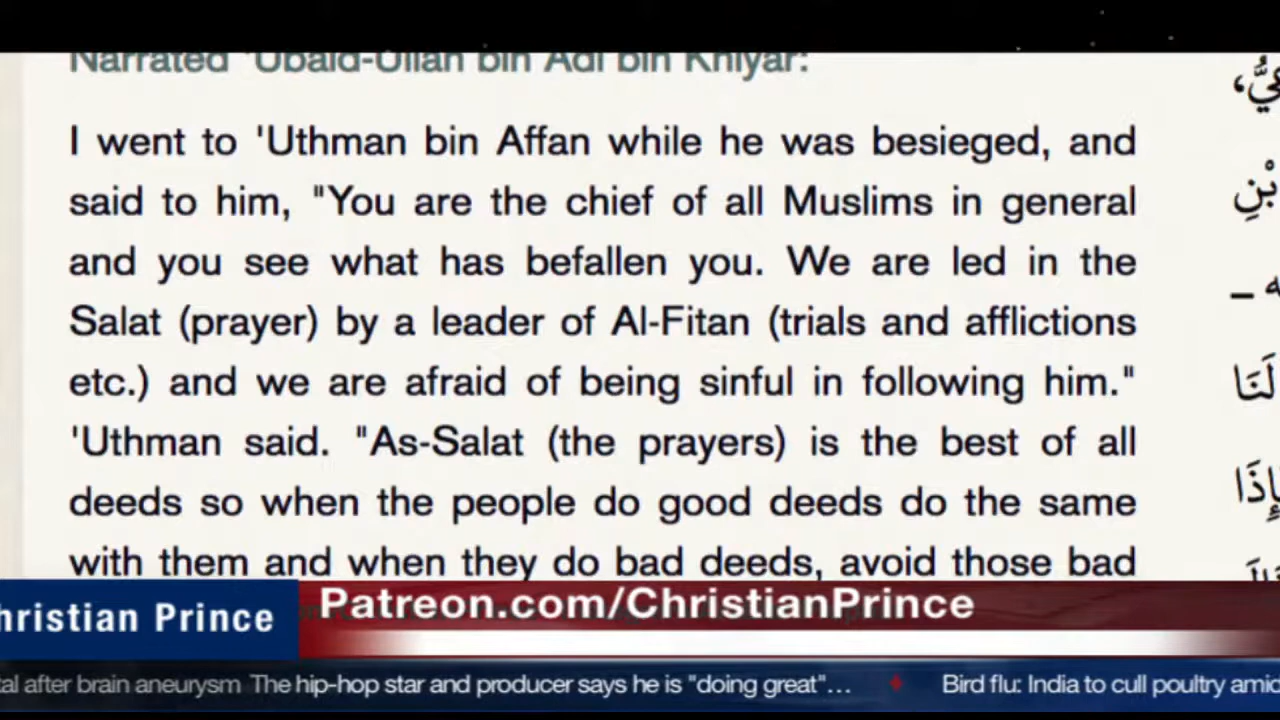 Narrated 'Ubaid-Ullah bin Adi bin Khiyar:
I went to 'Uthman bin Affan while he was besieged, and
said to him, "You are the chief of all Muslims in general
and you see what has befallen you. We are led in the
Salat (prayer) by a leader of Al-Fitan (trials and afflictions
etc.) and we are afraid of being sinful in following him."
'Uthman said. "As-Salat (the prayers) is the best of all
deeds so when the people do good deeds do the same
with them and when they do bad deeds, avoid those bad
بْنِ
لَنَا
hristian Prince
Patreon.com/ChristianPrince
tal after brain aneurysm The hip-hop star and producer says he is "doing great"... Bird flu: India to cull poultry amid